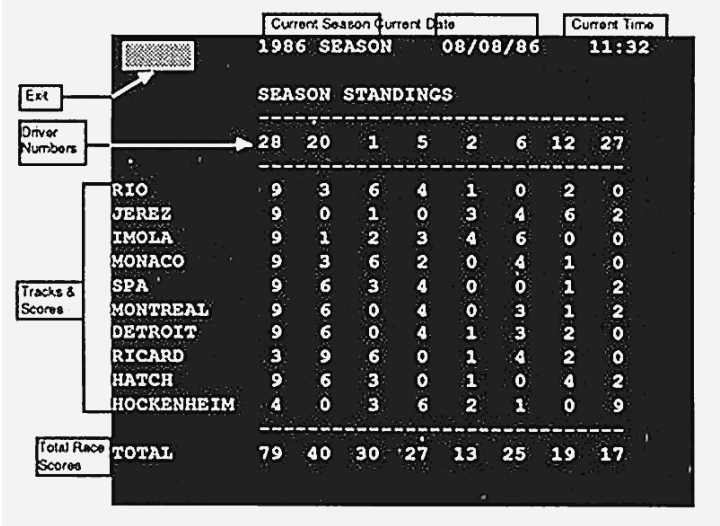 Current Season Current Date Current Time
1986 SEASON 08/08/86 11:32
Exit
SEASON STANDINGS
Driver
Numbers
28 20 1 5 2 6 12 27
RIO 9 3 6 4 1 0 2 0
JEREZ 9 0 1 0 3 4 6 2
IMOLA 9 1 2 3 4 6 0 0
MONACO 9 3 6 2 0 4 1 0
Tracks &
Scores
SPA 9 6 3 4 0 0 1 2
MONTREAL 9 6 0 4 0 3 1 2
DETROIT 9 6 0 4 1 3 2 0
RICARD 3 9 6 0 1 4 2 0
HATCH 9 6 3 0 1 0 4 2
HOCKENHEIM 4 0 3 6 2 1 0 9
Total Race
Scores
TOTAL 79 40 30 27 13 25 19 17